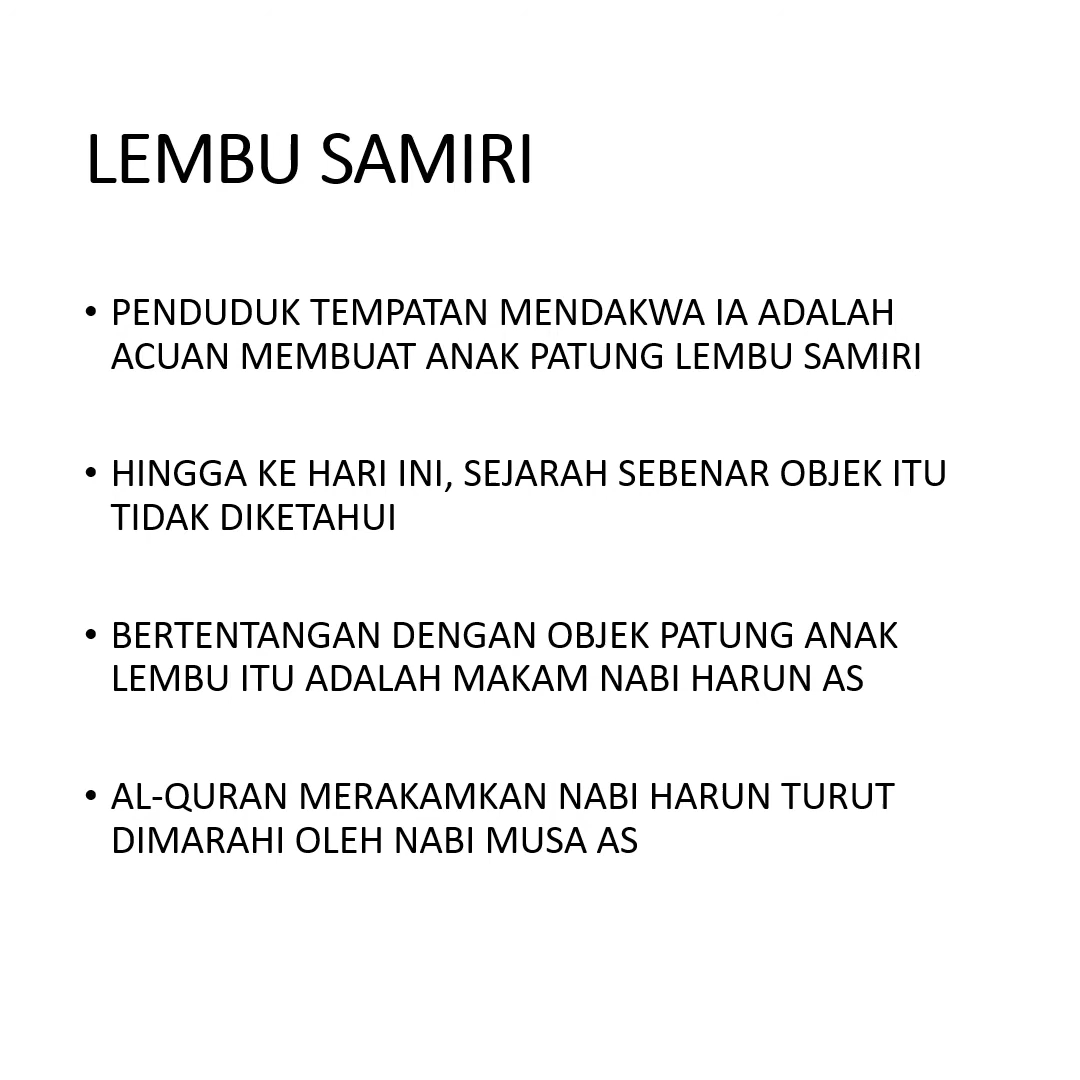 LEMBU SAMIRI
• PENDUDUK TEMPATAN MENDAKWA IA ADALAH
ACUAN MEMBUAT ANAK PATUNG LEMBU SAMIRI
• HINGGA KE HARI INI, SEJARAH SEBENAR OBJEK ITU
TIDAK DIKETAHUI
• BERTENTANGAN DENGAN OBJEK PATUNG ANAK
LEMBU ITU ADALAH MAKAM NABI HARUN AS
• AL-QURAN MERAKAMKAN NABI HARUN TURUT
DIMARAHI OLEH NABI MUSA AS